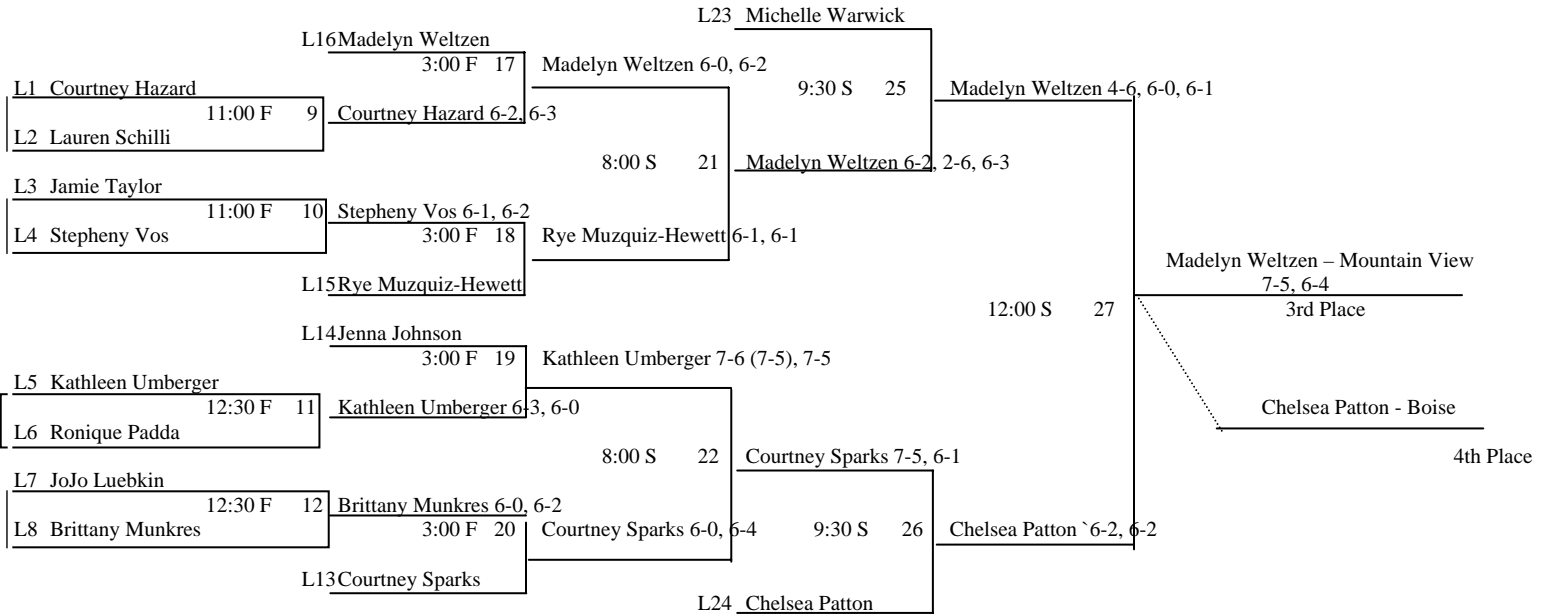 L23 Michelle Warwick
L16 Madelyn Weltzen
3:00 F 17 Madelyn Weltzen 6-0, 6-2
L1 Courtney Hazard
9:30 S 25 Madelyn Weltzen 4-6, 6-0, 6-1
11:00 F 9 Courtney Hazard 6-2, 6-3
L2 Lauren Schilli
8:00 S 21 Madelyn Weltzen 6-2, 2-6, 6-3
L3 Jamie Taylor
11:00 F 10 Stepheny Vos 6-1, 6-2
L4 Stepheny Vos
3:00 F 18 Rye Muzquiz-Hewett 6-1, 6-1
Madelyn Weltzen – Mountain View
L15 Rye Muzquiz-Hewett
7-5, 6-4
12:00 S 27
3rd Place
L14 Jenna Johnson
3:00 F 19 Kathleen Umberger 7-6 (7-5), 7-5
L5 Kathleen Umberger
12:30 F 11 Kathleen Umberger 6-3, 6-0
Chelsea Patton - Boise
L6 Ronique Padda
8:00 S 22 Courtney Sparks 7-5, 6-1
4th Place
L7 JoJo Luebkin
12:30 F 12 Brittany Munkres 6-0, 6-2
L8 Brittany Munkres
3:00 F 20 Courtney Sparks 6-0, 6-4
9:30 S 26 Chelsea Patton `6-2, 6-2
L13 Courtney Sparks
L24 Chelsea Patton